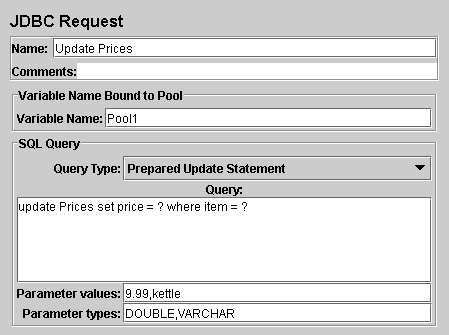 JDBC Request
Name: Update Prices
Comments:
Variable Name Bound to Pool
Variable Name: Pool1
SQL Query
Query Type: Prepared Update Statement
Query:
update Prices set price = ? where item = ?
Parameter values: 9.99,kettle
Parameter types: DOUBLE,VARCHAR